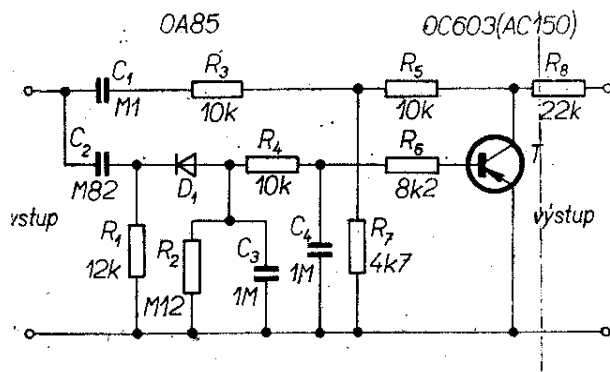 OA85 OC603(AC150)
C1 R3 R5 R8
M1 10k 10k 22k
C2 R4 R6 T
M82 D1 10k 8k2
vstup R1 R2 C3 C4 R7 výstup
12k M12 1M 1M 4k7